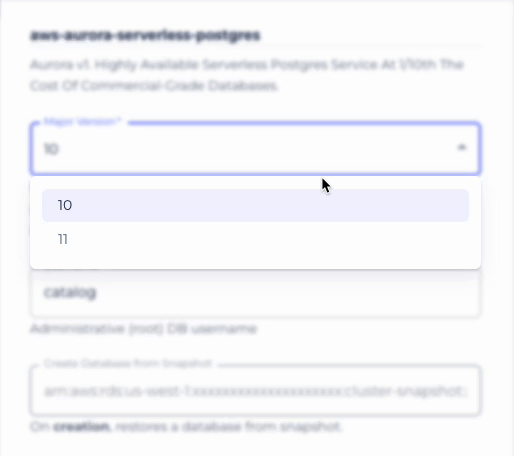 aws-aurora-serverless-postgres
Aurora v1. Highly Available Serverless Postgres Service At 1/10th The
Cost Of Commercial-Grade Databases.
Major Version *
10
10
11
catalog
Administrative (root) DB username
Create Database from Snapshot
arn:aws:rds:us-west-1:xxxxxxxxxxxxxxxxxxxx:cluster-snapshot:
On creation, restores a database from snapshot.